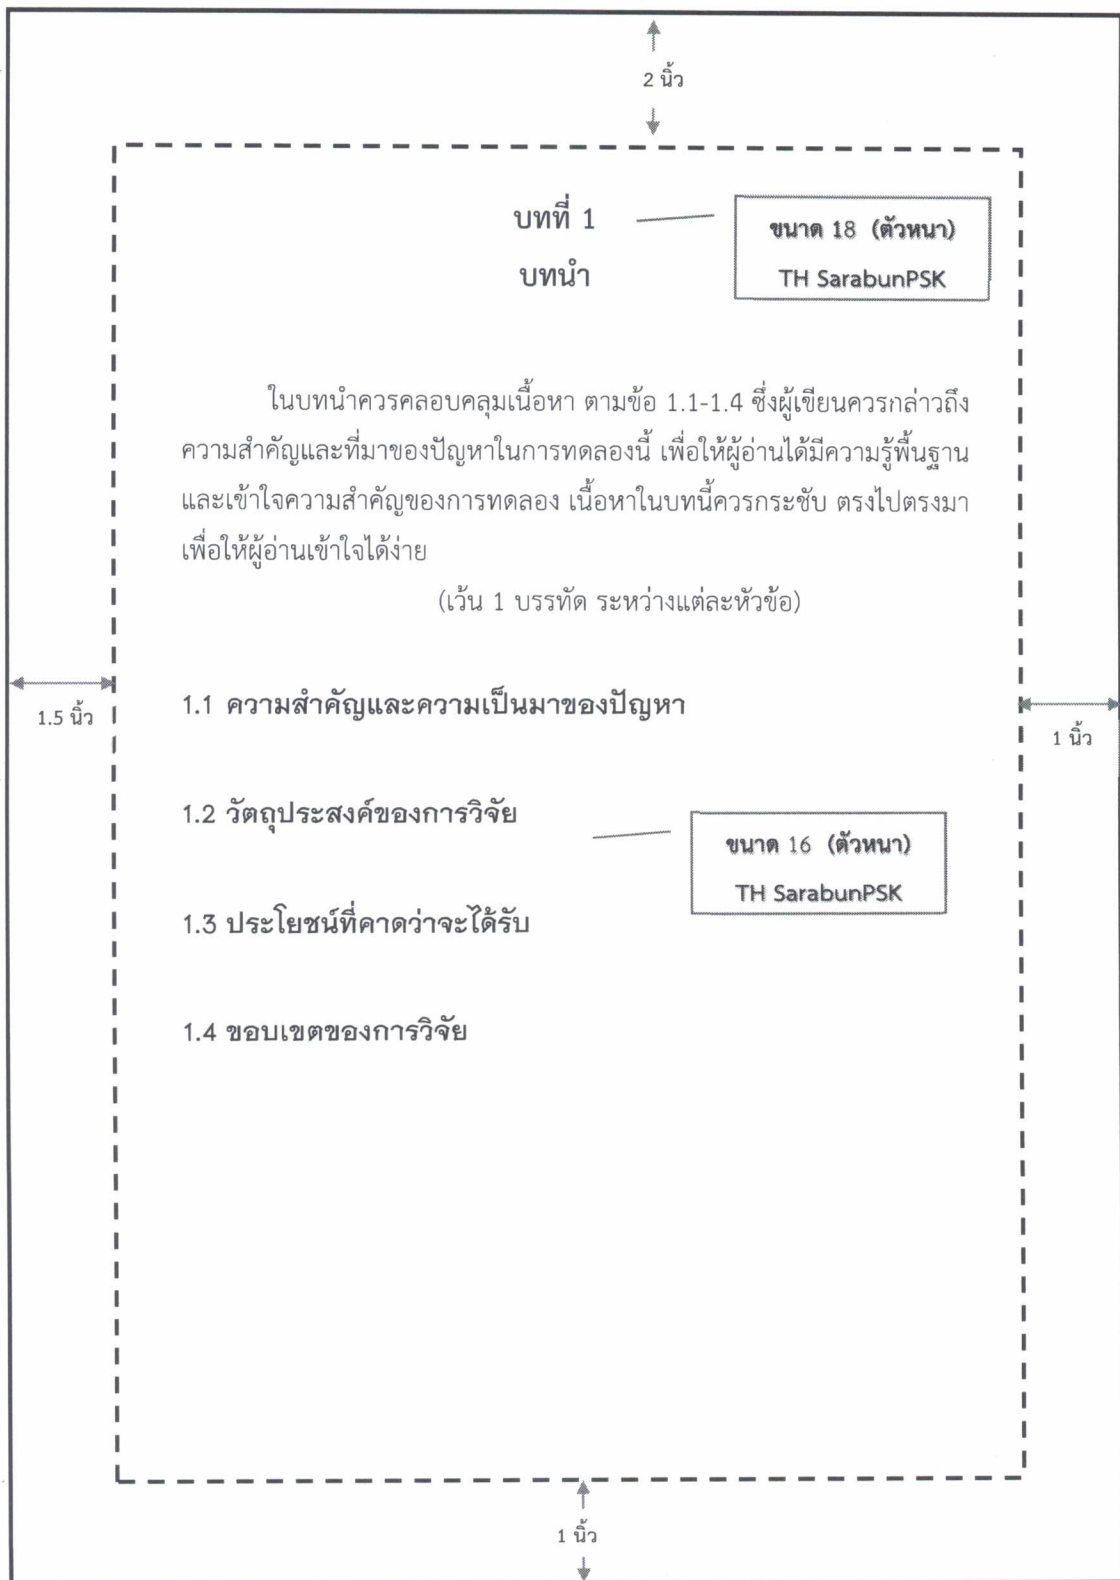 2 นิ้ว
บทที่ 1
ขนาด 18 (ตัวหนา)
บทนำ
TH SarabunPSK
ในบทนำควรคลอบคลุมเนื้อหา ตามข้อ 1.1-1.4 ซึ่งผู้เขียนควรกล่าวถึง
ความสำคัญและที่มาของปัญหาในการทดลองนี้ เพื่อให้ผู้อ่านได้มีความรู้พื้นฐาน
และเข้าใจความสำคัญของการทดลอง เนื้อหาในบทนี้ควรกระชับ ตรงไปตรงมา
เพื่อให้ผู้อ่านเข้าใจได้ง่าย
(เว้น 1 บรรทัด ระหว่างแต่ละหัวข้อ)
1.1 ความสำคัญและความเป็นมาของปัญหา
1.5 นิ้ว
1 นิ้ว
1.2 วัตถุประสงค์ของการวิจัย
ขนาด 16 (ตัวหนา)
TH SarabunPSK
1.3 ประโยชน์ที่คาดว่าจะได้รับ
1.4 ขอบเขตของการวิจัย
1 นิ้ว